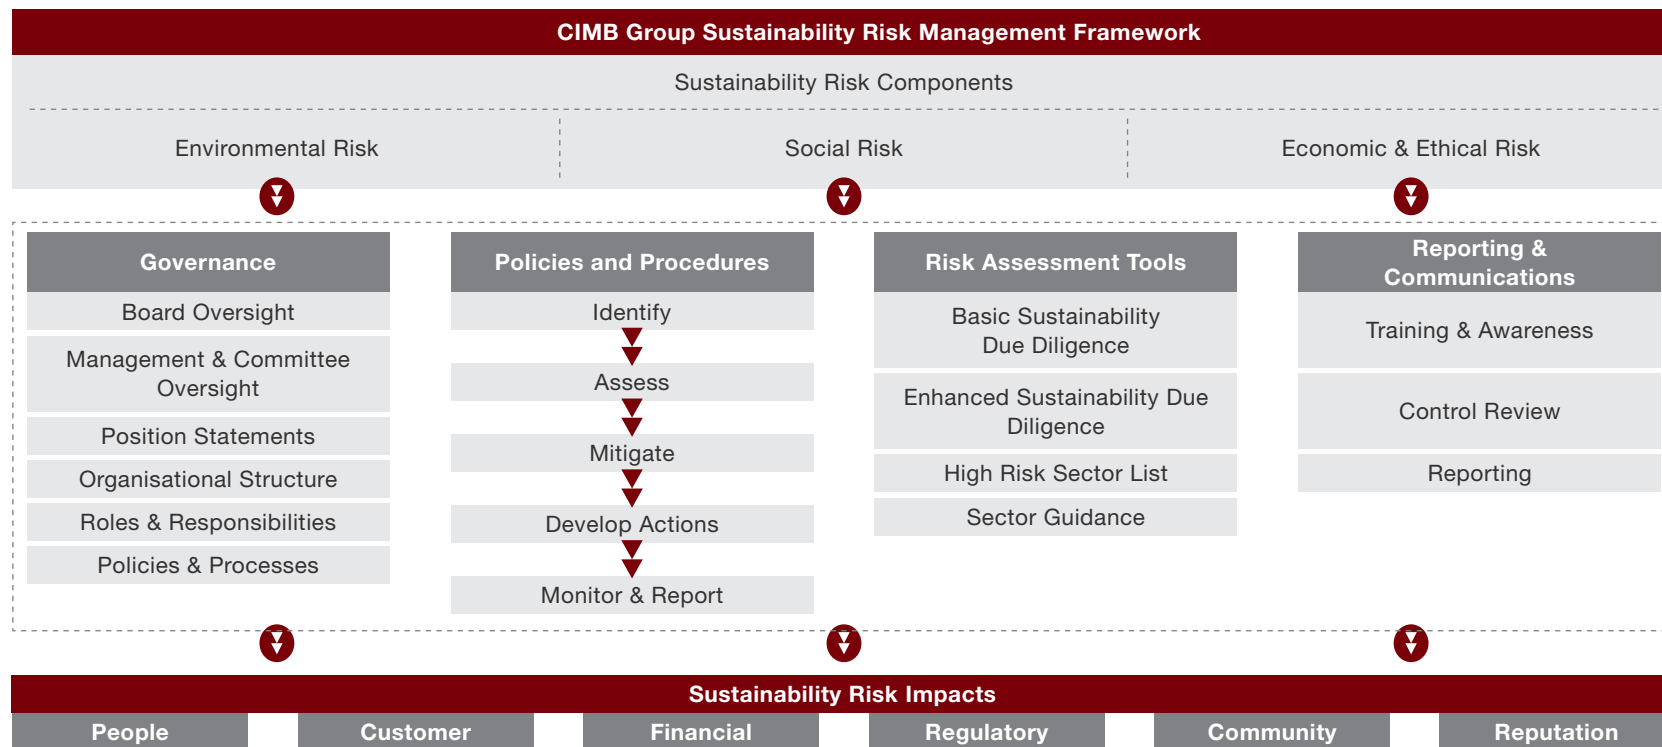 CIMB Group Sustainability Risk Management Framework
Sustainability Risk Components
Environmental Risk
Social Risk
Economic & Ethical Risk
Governance
Board Oversight
Management & Committee
Oversight
Position Statements
Organisational Structure
Roles & Responsibilities
Policies & Processes
Policies and Procedures
Identify
Assess
Mitigate
Develop Actions
Monitor & Report
Risk Assessment Tools
Basic Sustainability
Due Diligence
Enhanced Sustainability Due
Diligence
High Risk Sector List
Sector Guidance
Reporting &
Communications
Training & Awareness
Control Review
Reporting
Sustainability Risk Impacts
People
Customer
Financial
Regulatory
Community
Reputation